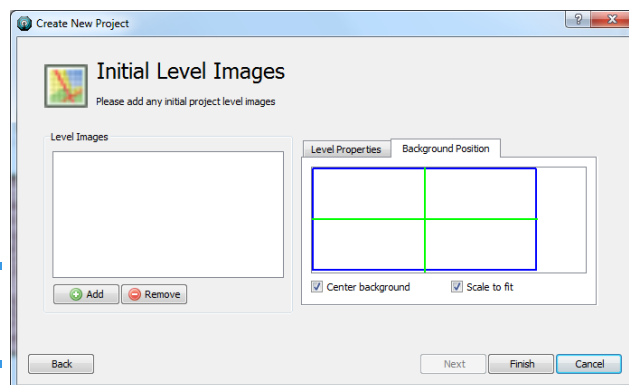 Create New Project
?
X
Initial Level Images
Please add any initial project level images
Level Images
Level Properties
Background Position
Center background
Scale to fit
Add
Remove
Back
Next
Finish
Cancel